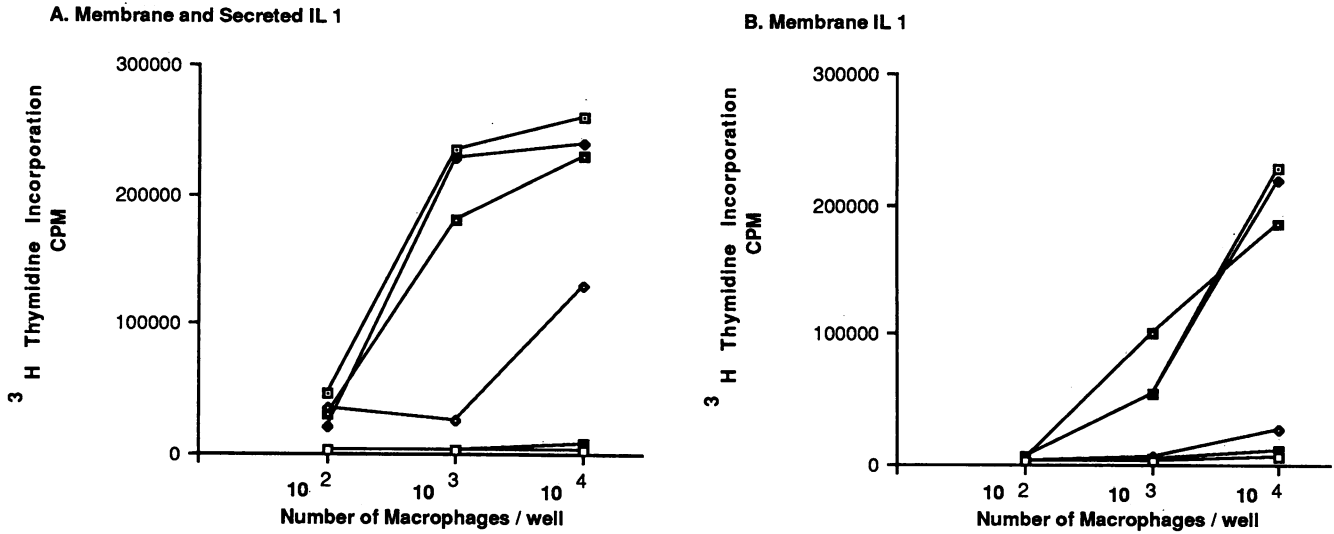 A. Membrane and Secreted IL 1
300000
200000
100000
0
3 H Thymidine Incorporation
CPM
10 2
10 3
10 4
Number of Macrophages / well
B. Membrane IL 1
300000
200000
100000
0
3 H Thymidine Incorporation
CPM
10 2
10 3
10 4
Number of Macrophages / well